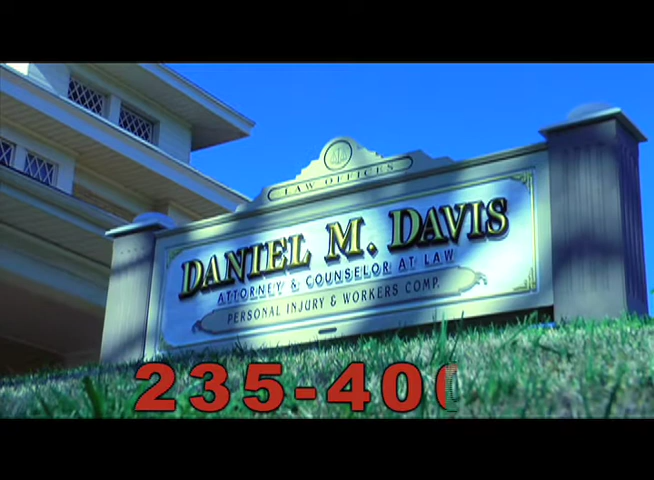 LAW OFFICES
DANIEL M. DAVIS
ATTORNEY & COUNSELOR AT LAW
PERSONAL INJURY & WORKERS COMP.
235-40